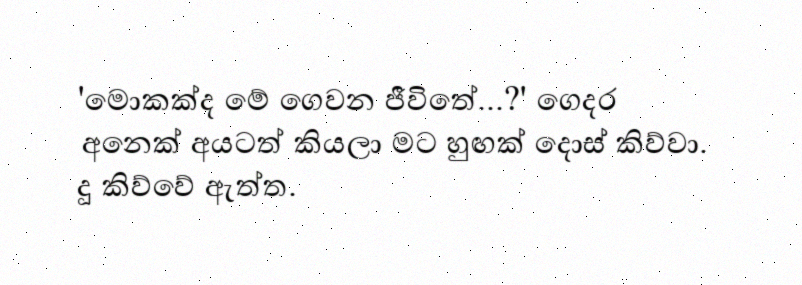 'මොකක්ද මේ ගෙවන ජීවිතේ...?' ගෙදර
අනෙක් අයටත් කියලා මට හුඟක් දොස් කිව්වා.
දූ කිව්වේ ඇත්ත.